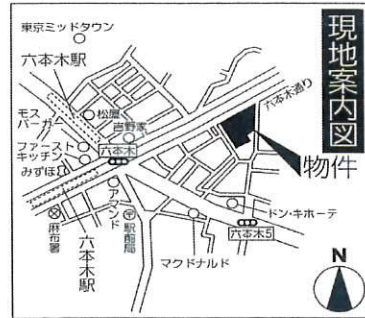 現地案内図
東京ミッドタウン
六本木駅
六本木通り
モス
バーガー
松屋
吉野家
ファースト
キッチン
六本木
みずほ
物件
アマンド
ドン・キホーテ
麻布署
六本木駅
駅前局
六本木5
マクドナルド
N